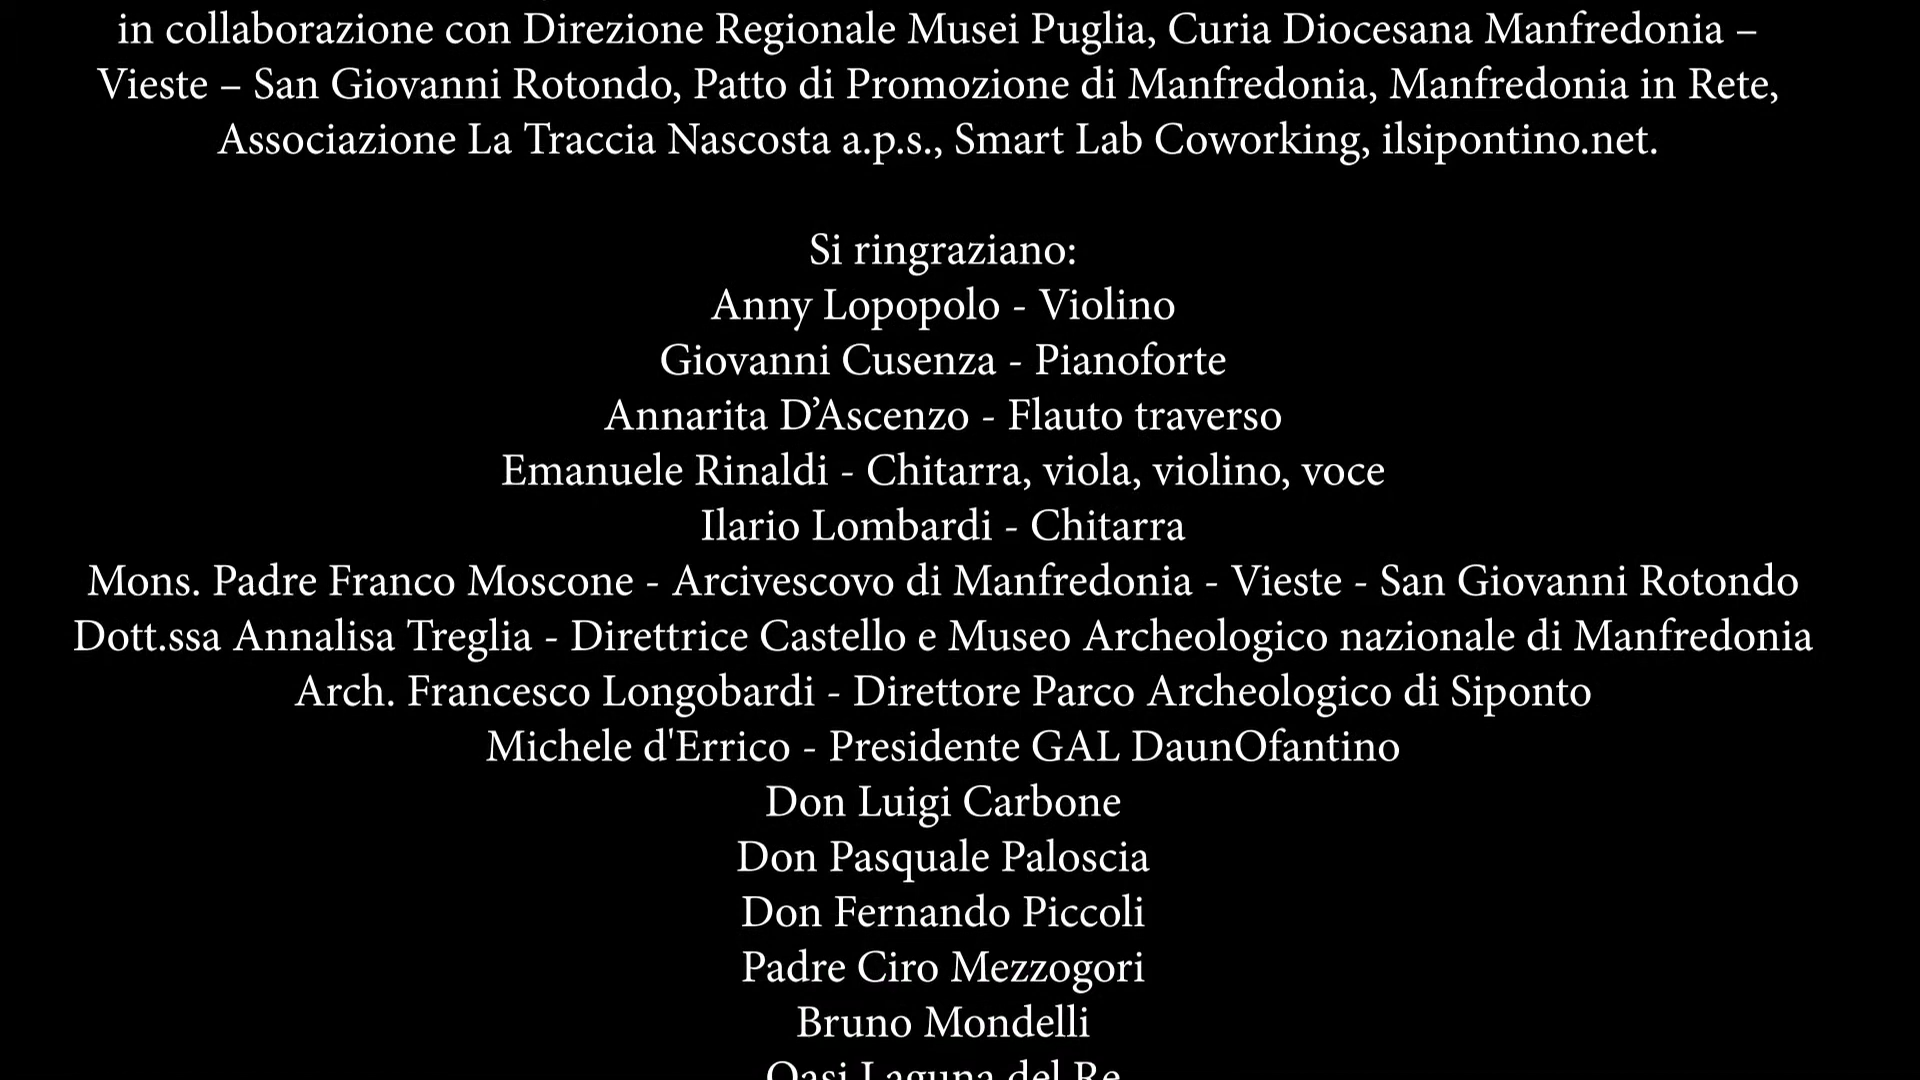 in collaborazione con Direzione Regionale Musei Puglia, Curia Diocesana Manfredonia –
Vieste – San Giovanni Rotondo, Patto di Promozione di Manfredonia, Manfredonia in Rete,
Associazione La Traccia Nascosta a.p.s., Smart Lab Coworking, ilsipontino.net.
Si ringraziano:
Anny Lopopolo - Violino
Giovanni Cusenza - Pianoforte
Annarita D’Ascenzo - Flauto traverso
Emanuele Rinaldi - Chitarra, viola, violino, voce
Ilario Lombardi - Chitarra
Mons. Padre Franco Moscone - Arcivescovo di Manfredonia - Vieste - San Giovanni Rotondo
Dott.ssa Annalisa Treglia - Direttrice Castello e Museo Archeologico nazionale di Manfredonia
Arch. Francesco Longobardi - Direttore Parco Archeologico di Siponto
Michele d'Errico - Presidente GAL DaunOfantino
Don Luigi Carbone
Don Pasquale Paloscia
Don Fernando Piccoli
Padre Ciro Mezzogori
Bruno Mondelli
Oasi Laguna del Re